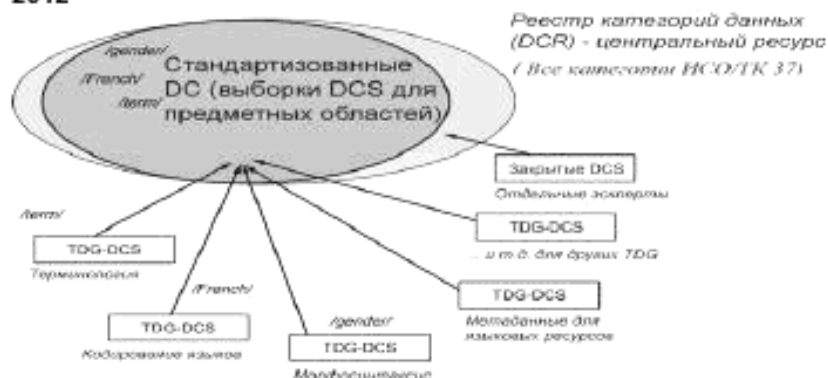 Реестр категорий данных
(DCR) - центральный ресурс
( Все категории ИСО/ТК 37)
/gender/
/French/
/term/
Стандартизованные
DC (выборки DCS для
предметных областей)
Закрытые DCS
Отдельные эксперты
TDG-DCS
... и т.д. для других TDG
TDG-DCS
Метаданные для
языковых ресурсов
/term/
TDG-DCS
Терминология
/French/
TDG-DCS
Кодирование языков
/gender/
TDG-DCS
Морфосинтаксис